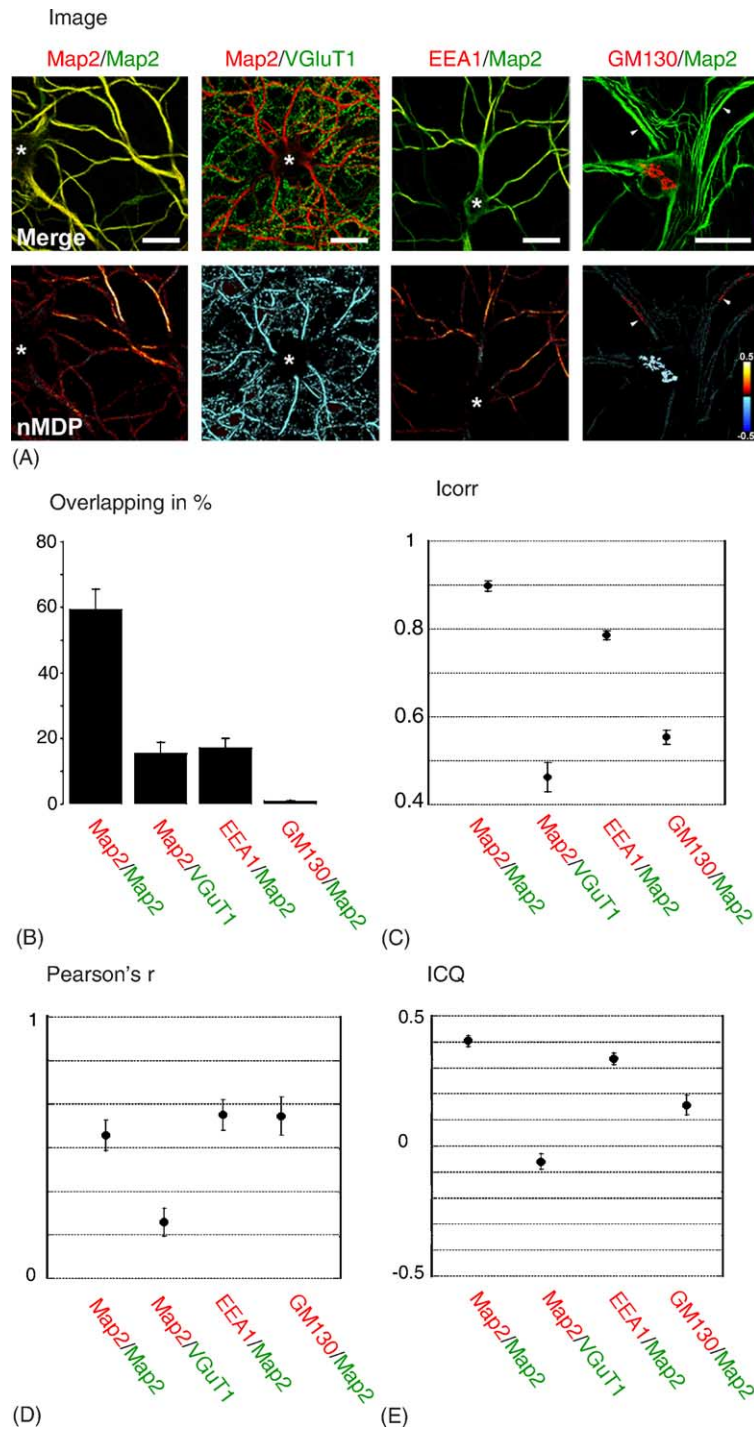 Image
Map2/Map2 Map2/VGluT1 EEA1/Map2 GM130/Map2
* * *
Merge
* * *
nMDP
0.5
-0.5
(A)
Overlapping in %
80
60
40
20
0
Map2/Map2
Map2/VGuT1
EEA1/Map2
GM130/Map2
(B)
Icorr
1
0.8
0.6
0.4
Map2/Map2
Map2/VGuT1
EEA1/Map2
GM130/Map2
(C)
Pearson's r
1
0
Map2/Map2
Map2/VGuT1
EEA1/Map2
GM130/Map2
(D)
ICQ
0.5
0
-0.5
Map2/Map2
Map2/VGuT1
EEA1/Map2
GM130/Map2
(E)